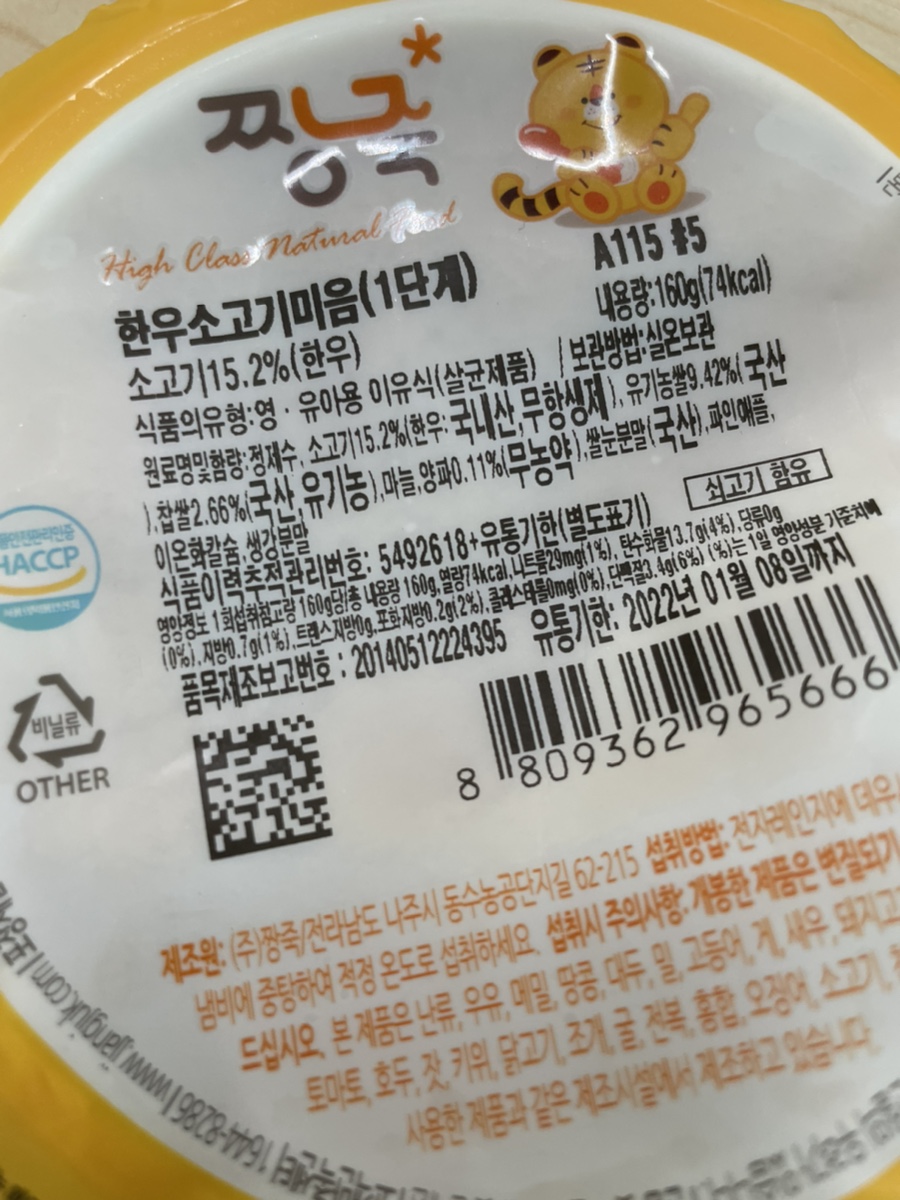 짱죽*
High Class Natural Food
A115 #5
한우소고기미음(1단계)
내용량:160g(74kcal)
소고기15.2%(한우)
보관방법:실온보관
식품의유형:영·유아용 이유식(살균제품)
원료명및함량:정제수, 소고기15.2%(한우:국내산,무항생제), 유기농쌀9.42%(국산
),찹쌀2.66%(국산,유기농),마늘,양파0.11%(무농약),쌀눈분말(국산),파인애플,
이온화칼슘,생강분말
쇠고기 함유
식품이력추적관리번호: 5492618+유통기한(별도표기)
영양정보 1회섭취참고량 160g당(총 내용량 160g, 열량74kcal, 나트륨29mg(1%), 탄수화물13.7g(4%), 당류0g
(0%),지방0.7g(1%),트랜스지방0g,포화지방0.2g(2%),콜레스테롤0mg(0%),단백질3.4g(6%) (%)는 1일 영양성분 기준치에
품목제조보고번호 : 20140512224395
유통기한: 2022년 01월 08일까지
HACCP
비닐류
OTHER
8 809362 965666
제조원: (주)짱죽/전라남도 나주시 동수농공단지길 62-215 섭취방법: 전자레인지에 데우
냄비에 중탕하여 적정 온도로 섭취하세요. 섭취시 주의사항: 개봉한 제품은 변질되기
드십시오. 본 제품은 난류, 우유, 메밀, 땅콩, 대두, 밀, 고등어, 게, 새우, 돼지고
토마토, 호두, 잣, 키위, 닭고기, 조개, 굴, 전복, 홍합, 오징어, 소고기,
사용한 제품과 같은 제조시설에서 제조하고 있습니다.
1644-8286 | www.jjangjuk.com |